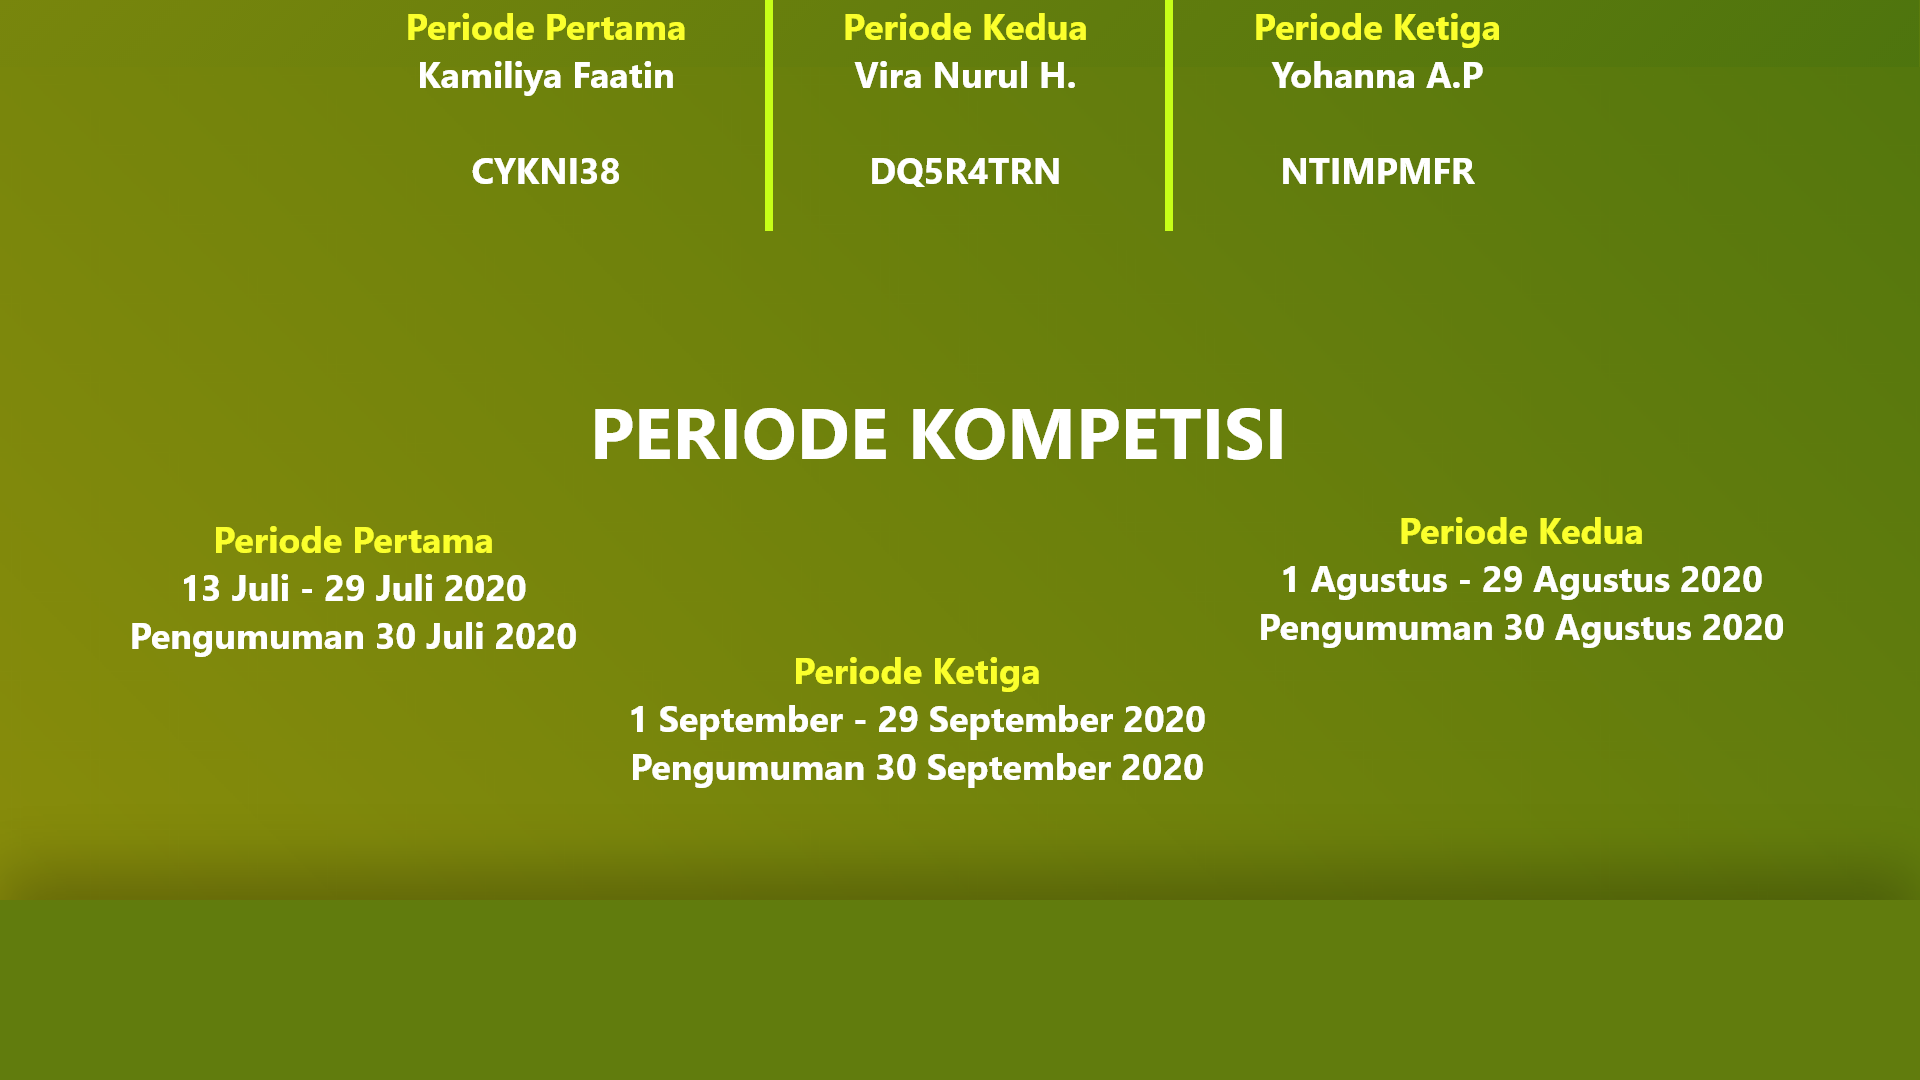 Periode Pertama
Kamiliya Faatin
CYKNI38
Periode Kedua
Vira Nurul H.
DQ5R4TRN
Periode Ketiga
Yohanna A.P
NTIMPMFR
PERIODE KOMPETISI
Periode Pertama
13 Juli - 29 Juli 2020
Pengumuman 30 Juli 2020
Periode Kedua
1 Agustus - 29 Agustus 2020
Pengumuman 30 Agustus 2020
Periode Ketiga
1 September - 29 September 2020
Pengumuman 30 September 2020